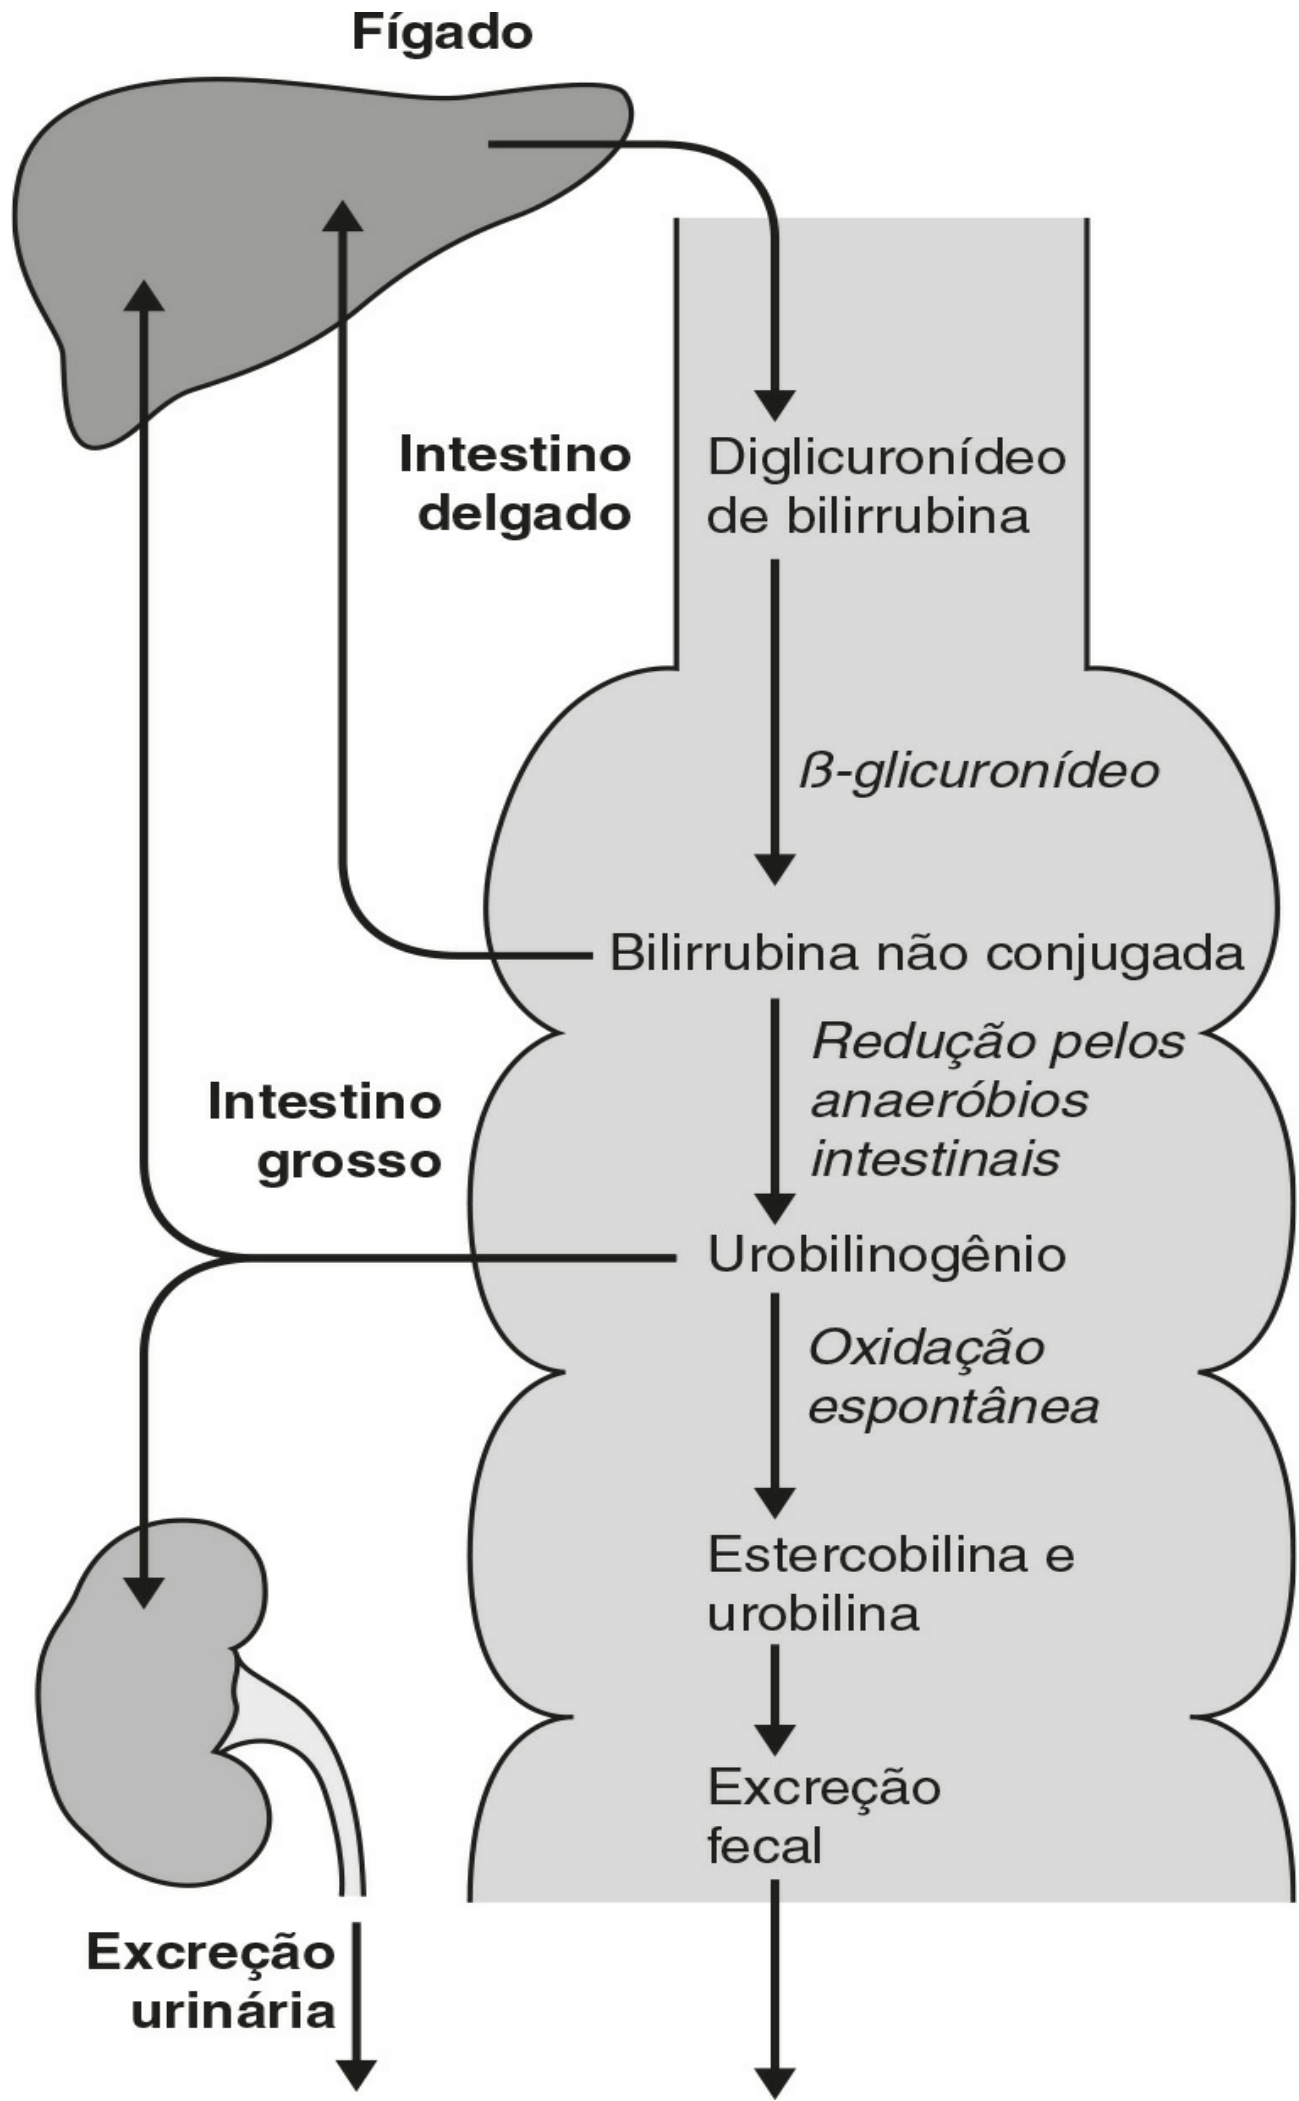 Fígado
Intestino
delgado
Diglicuronídeo
de bilirrubina
ß-glicuronídeo
Bilirrubina não conjugada
Redução pelos
anaeróbios
intestinais
Intestino
grosso
Urobilinogênio
Oxidação
espontânea
Estercobilina e
urobilina
Excreção
fecal
Excreção
urinária